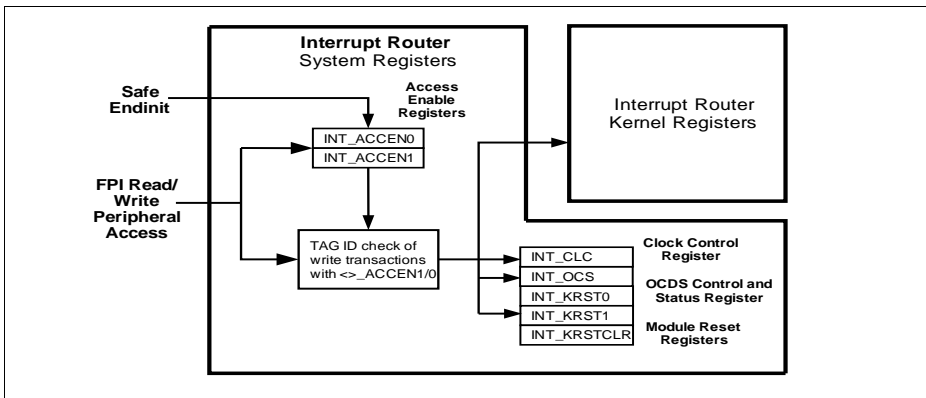 Interrupt Router
System Registers
Safe
Endinit
Access
Enable
Registers
INT_ACCEN0
INT_ACCEN1
FPI Read/
Write
Peripheral
Access
TAG ID check of
write transactions
with <>_ACCEN1/0
Interrupt Router
Kernel Registers
INT_CLC
INT_OCS
INT_KRST0
INT_KRST1
INT_KRSTCLR
Clock Control
Register
OCDS Control and
Status Register
Module Reset
Registers